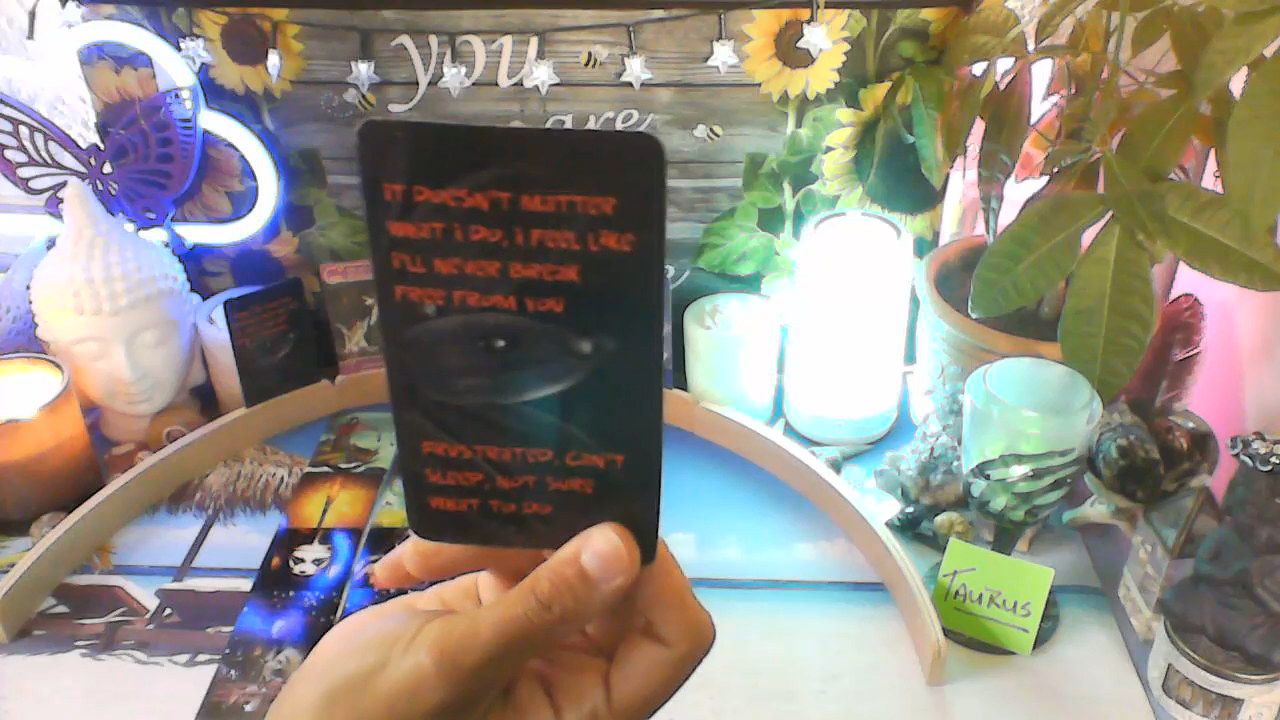 you
are
IT DOESN'T MATTER
WHAT I DO, I FEEL LIKE
I'LL NEVER BREAK
FREE FROM YOU
FRUSTRATED, CAN'T
SLEEP, NOT SURE
WHAT TO DO
TAURUS